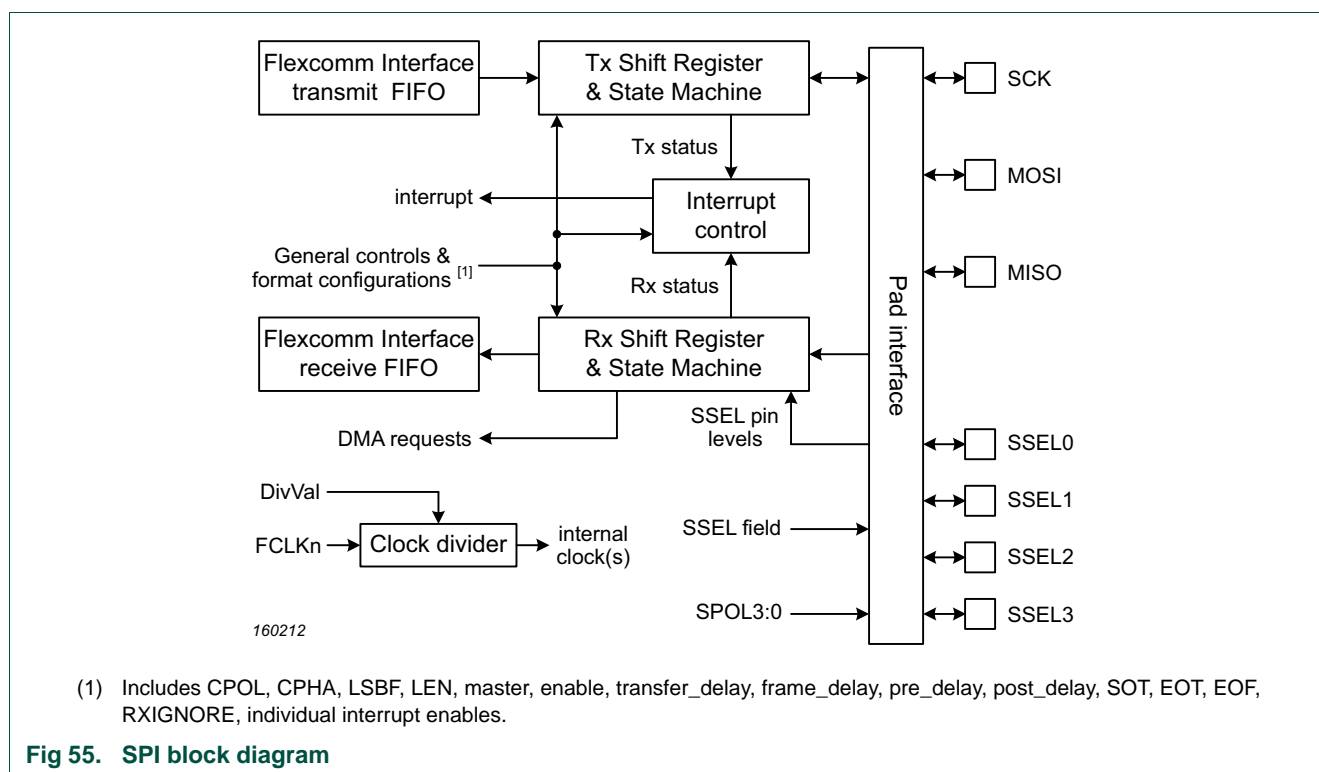 Flexcomm Interface
transmit FIFO
Tx Shift Register
& State Machine
SCK
Tx status
MOSI
interrupt
Interrupt
control
General controls &
format configurations [1]
Rx status
MISO
Pad interface
Flexcomm Interface
receive FIFO
Rx Shift Register
& State Machine
SSEL pin
levels
DMA requests
SSEL0
DivVal
SSEL1
SSEL field
FCLKn
Clock divider
internal
clock(s)
SSEL2
SPOL3:0
SSEL3
160212
(1) Includes CPOL, CPHA, LSBF, LEN, master, enable, transfer_delay, frame_delay, pre_delay, post_delay, SOT, EOT, EOF,
RXIGNORE, individual interrupt enables.
Fig 55. SPI block diagram